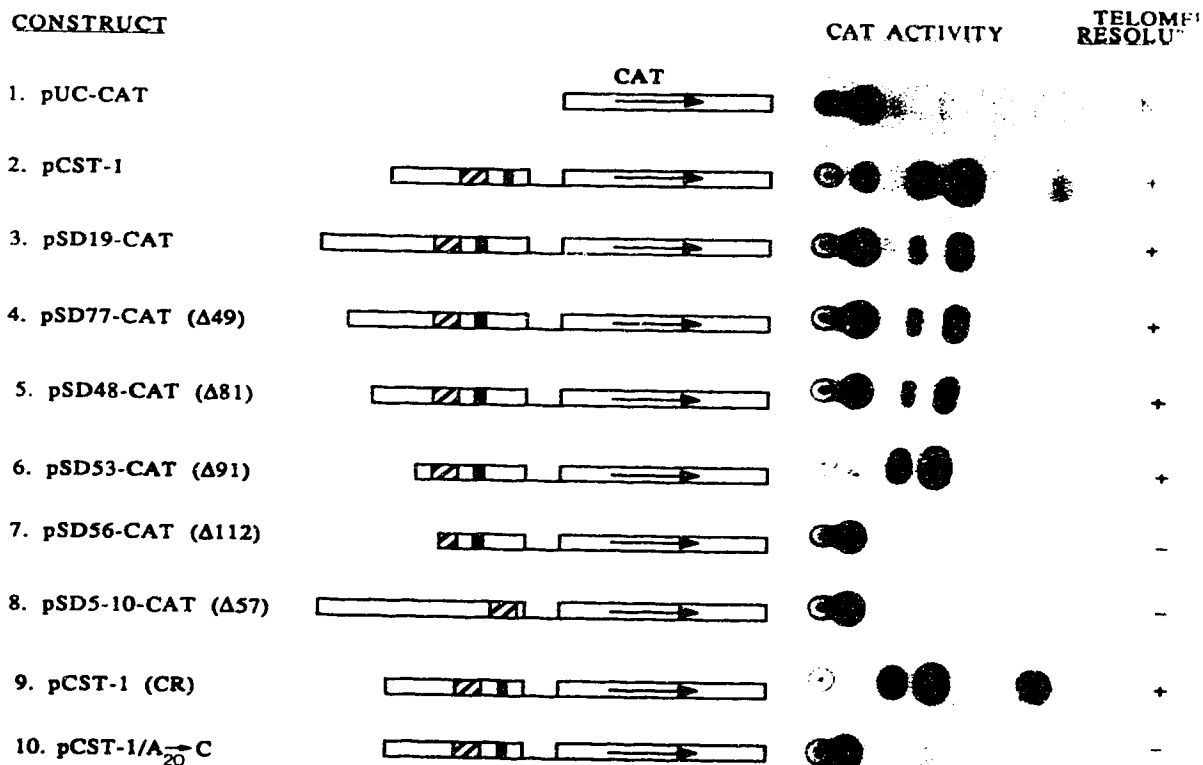 CONSTRUCT
CAT ACTIVITY
TELOME
RESOLU
CAT
1. pUC-CAT
2. pCST-1
+
3. pSD19-CAT
+
4. pSD77-CAT (Δ49)
+
5. pSD48-CAT (Δ81)
+
6. pSD53-CAT (Δ91)
+
7. pSD56-CAT (Δ112)
–
8. pSD5-10-CAT (Δ57)
–
9. pCST-1 (CR)
+
10. pCST-1/A20→C
–